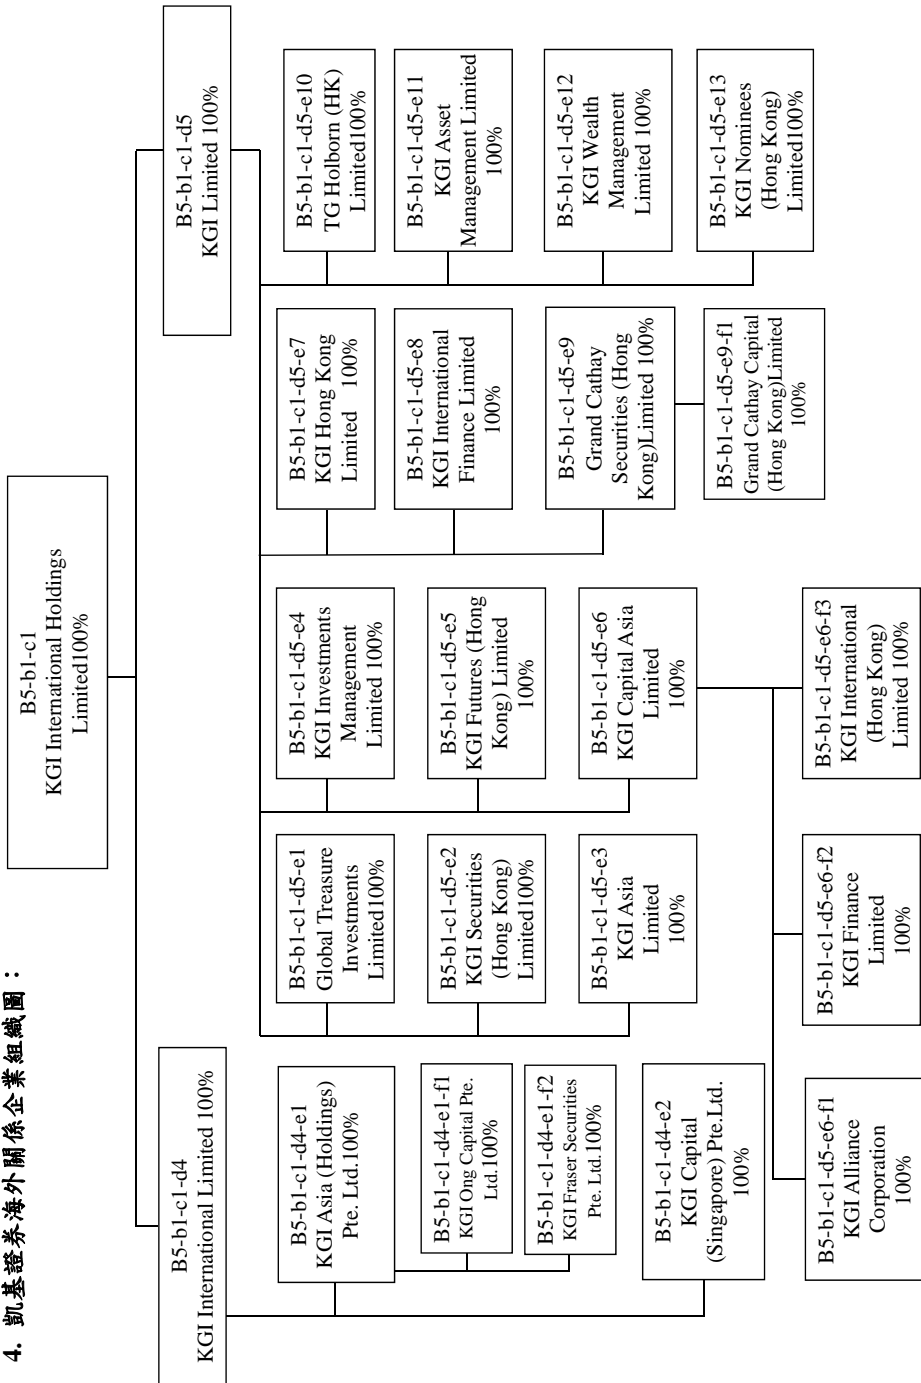 4. 凱基證券海外關係企業組織圖：
B5-b1-c1
KGI International Holdings
Limited100%
B5-b1-c1-d4
KGI International Limited 100%
B5-b1-c1-d5
KGI Limited 100%
B5-b1-c1-d4-e1
KGI Asia (Holdings)
Pte. Ltd.100%
B5-b1-c1-d4-e1-f1
KGI Ong Capital Pte.
Ltd.100%
B5-b1-c1-d4-e1-f2
KGI Fraser Securities
Pte. Ltd.100%
B5-b1-c1-d4-e2
KGI Capital
(Singapore) Pte.Ltd.
100%
B5-b1-c1-d5-e1
Global Treasure
Investments
Limited100%
B5-b1-c1-d5-e2
KGI Securities
(Hong Kong)
Limited100%
B5-b1-c1-d5-e3
KGI Asia
Limited
100%
B5-b1-c1-d5-e4
KGI Investments
Management
Limited 100%
B5-b1-c1-d5-e5
KGI Futures (Hong
Kong) Limited
100%
B5-b1-c1-d5-e6
KGI Capital Asia
Limited
100%
B5-b1-c1-d5-e7
KGI Hong Kong
Limited 100%
B5-b1-c1-d5-e8
KGI International
Finance Limited
100%
B5-b1-c1-d5-e9
Grand Cathay
Securities (Hong
Kong)Limited 100%
B5-b1-c1-d5-e9-f1
Grand Cathay Capital
(Hong Kong)Limited
100%
B5-b1-c1-d5-e10
TG Holborn (HK)
Limited100%
B5-b1-c1-d5-e11
KGI Asset
Management Limited
100%
B5-b1-c1-d5-e12
KGI Wealth
Management
Limited 100%
B5-b1-c1-d5-e13
KGI Nominees
(Hong Kong)
Limited100%
B5-b1-c1-d5-e6-f1
KGI Alliance
Corporation
100%
B5-b1-c1-d5-e6-f2
KGI Finance
Limited
100%
B5-b1-c1-d5-e6-f3
KGI International
(Hong Kong)
Limited 100%